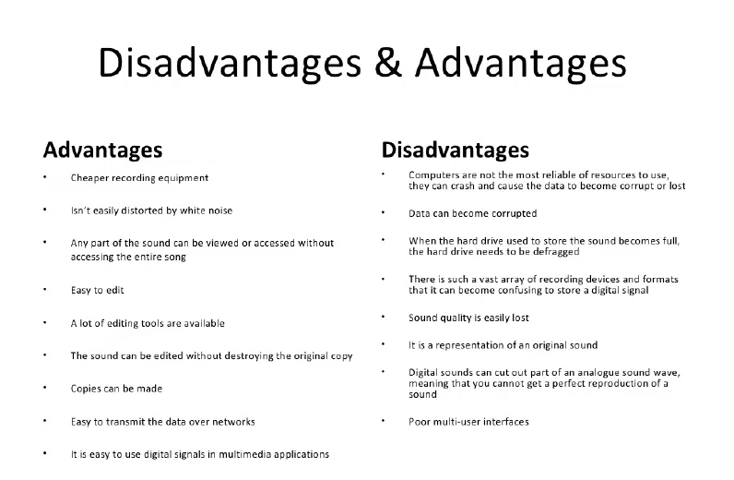 Disadvantages & Advantages
Advantages
• Cheaper recording equipment
• Isn't easily distorted by white noise
• Any part of the sound can be viewed or accessed without
accessing the entire song
• Easy to edit
• A lot of editing tools are available
• The sound can be edited without destroying the original copy
• Copies can be made
• Easy to transmit the data over networks
• It is easy to use digital signals in multimedia applications
Disadvantages
• Computers are not the most reliable of resources to use,
they can crash and cause the data to become corrupt or lost
• Data can become corrupted
• When the hard drive used to store the sound becomes full,
the hard drive needs to be defragged
• There is such a vast array of recording devices and formats
that it can become confusing to store a digital signal
• Sound quality is easily lost
• It is a representation of an original sound
• Digital sounds can cut out part of an analogue sound wave,
meaning that you cannot get a perfect reproduction of a
sound
• Poor multi-user interfaces